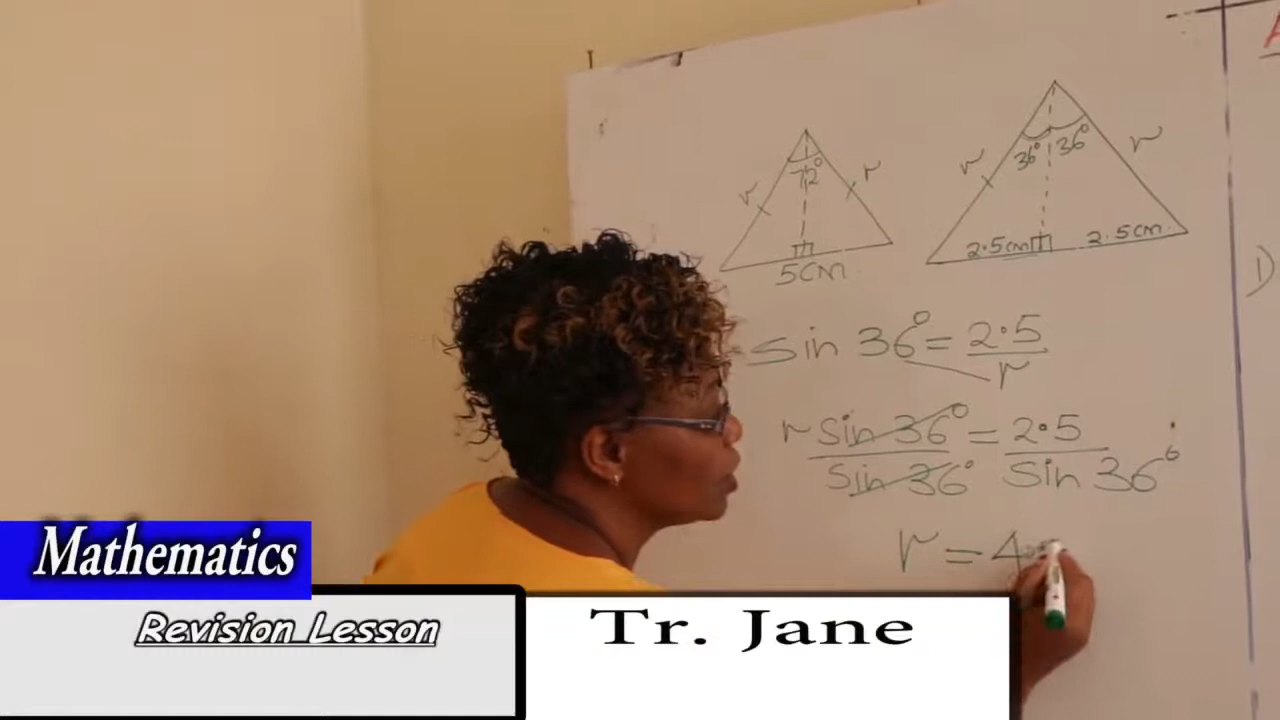 r 72° r
5cm
r 36° 36° r
2.5cm 2.5cm
Sin 36° = 2.5
r
r Sin 36° = 2.5
Sin 36° Sin 36°
r = 4
1)
Mathematics
Revision Lesson
Tr. Jane